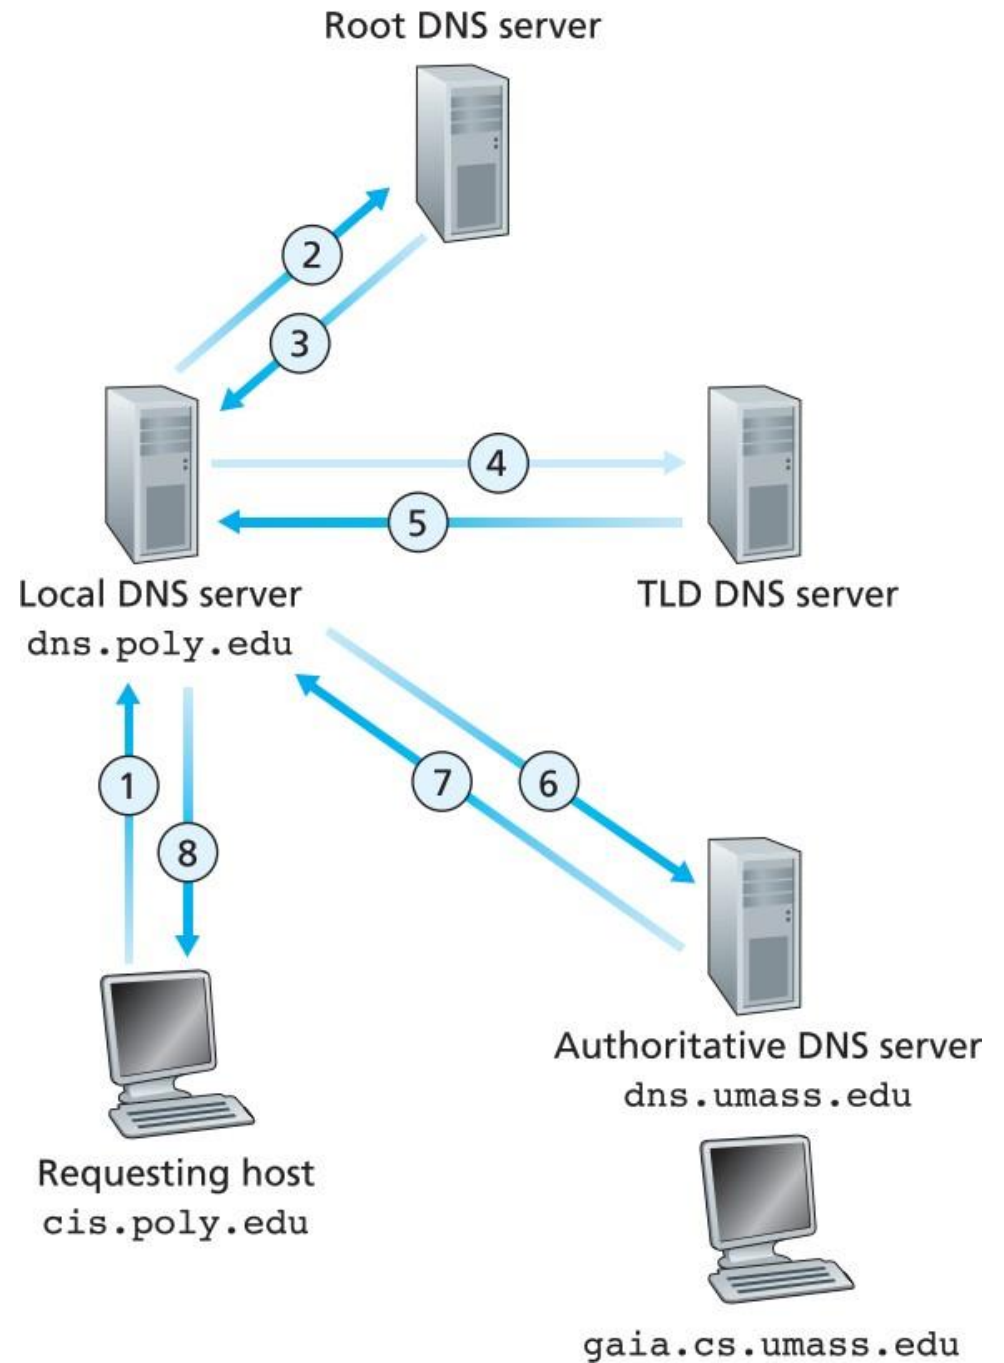 Root DNS server
2
3
4
5
Local DNS server
dns.poly.edu
TLD DNS server
1
8
7
6
Authoritative DNS server
dns.umass.edu
Requesting host
cis.poly.edu
gaia.cs.umass.edu